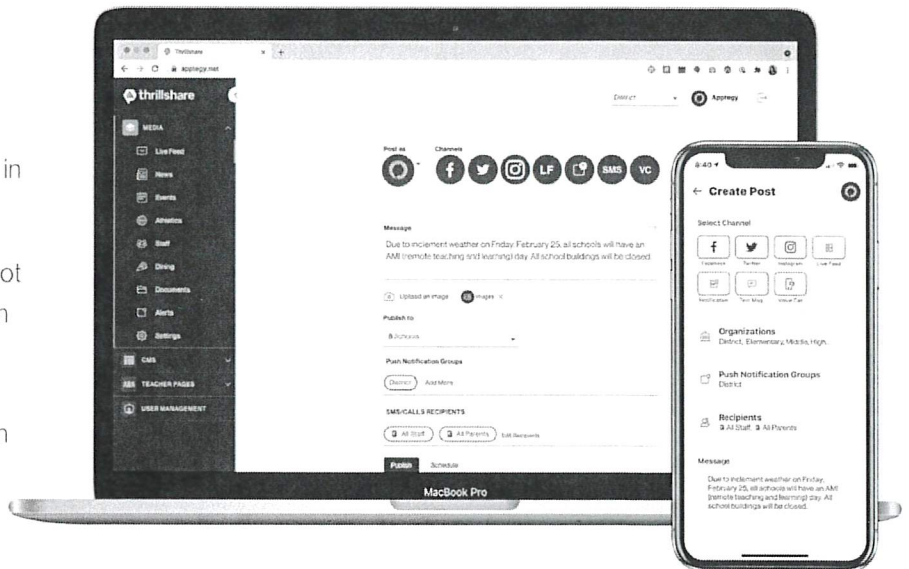 in
ot
n
n
Thrillshare
apptegy.net
thrillshare
District
Apptegy
MEDIA
Live Feed
News
Events
Athletics
Staff
Dining
Documents
Alerts
Settings
CMS
TEACHER PAGES
USER MANAGEMENT
Post as
Channels
LF
SMS
VC
Message
Due to inclement weather on Friday, February 25, all schools will have an
AMI (remote teaching and learning) day. All school buildings will be closed.
Upload an image
Images
Publish to
8 Schools
Push Notification Groups
District
Add More
SMS/CALLS RECIPIENTS
All Staff
All Parents
Edit Recipients
Publish
Schedule
MacBook Pro
8:40
Create Post
Select Channel
Facebook
Twitter
Instagram
Live Feed
Notification
Text Msg
Voice Call
Organizations
District, Elementary, Middle, High...
Push Notification Groups
District
Recipients
All Staff, All Parents
Message
Due to inclement weather on Friday,
February 25, all schools will have an AMI
(remote teaching and learning) day. All
school buildings will be closed.